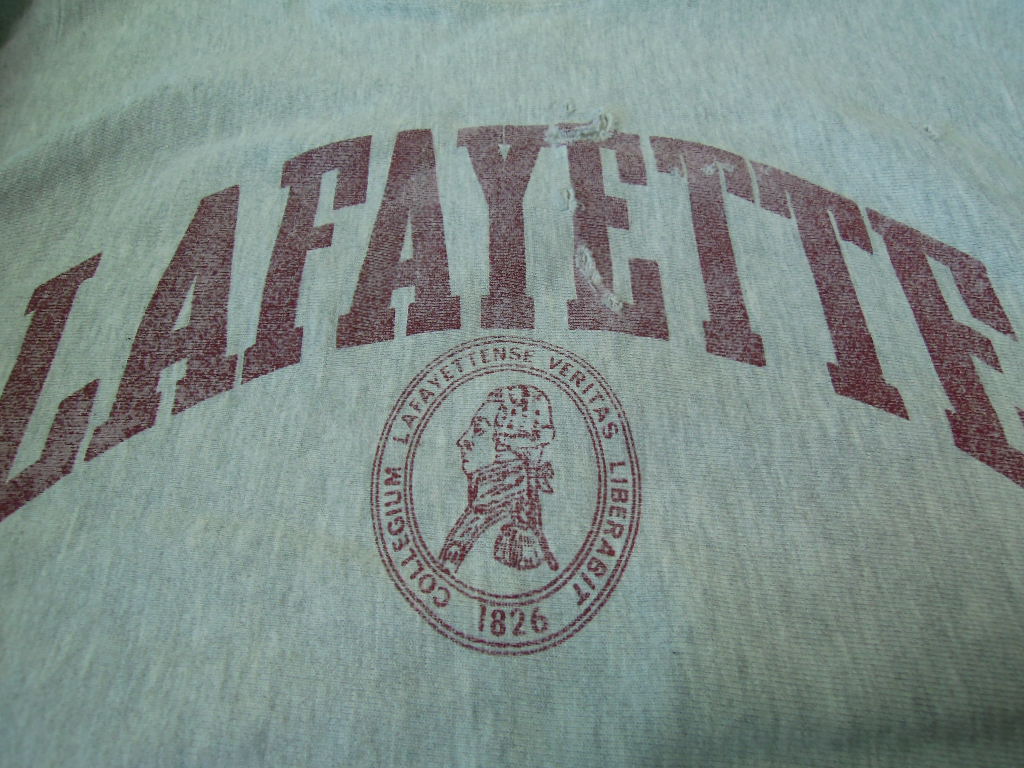 LAFAYETTE
COLLEGIUM LAFAYETTENSE VERITAS LIBERABIT
1826